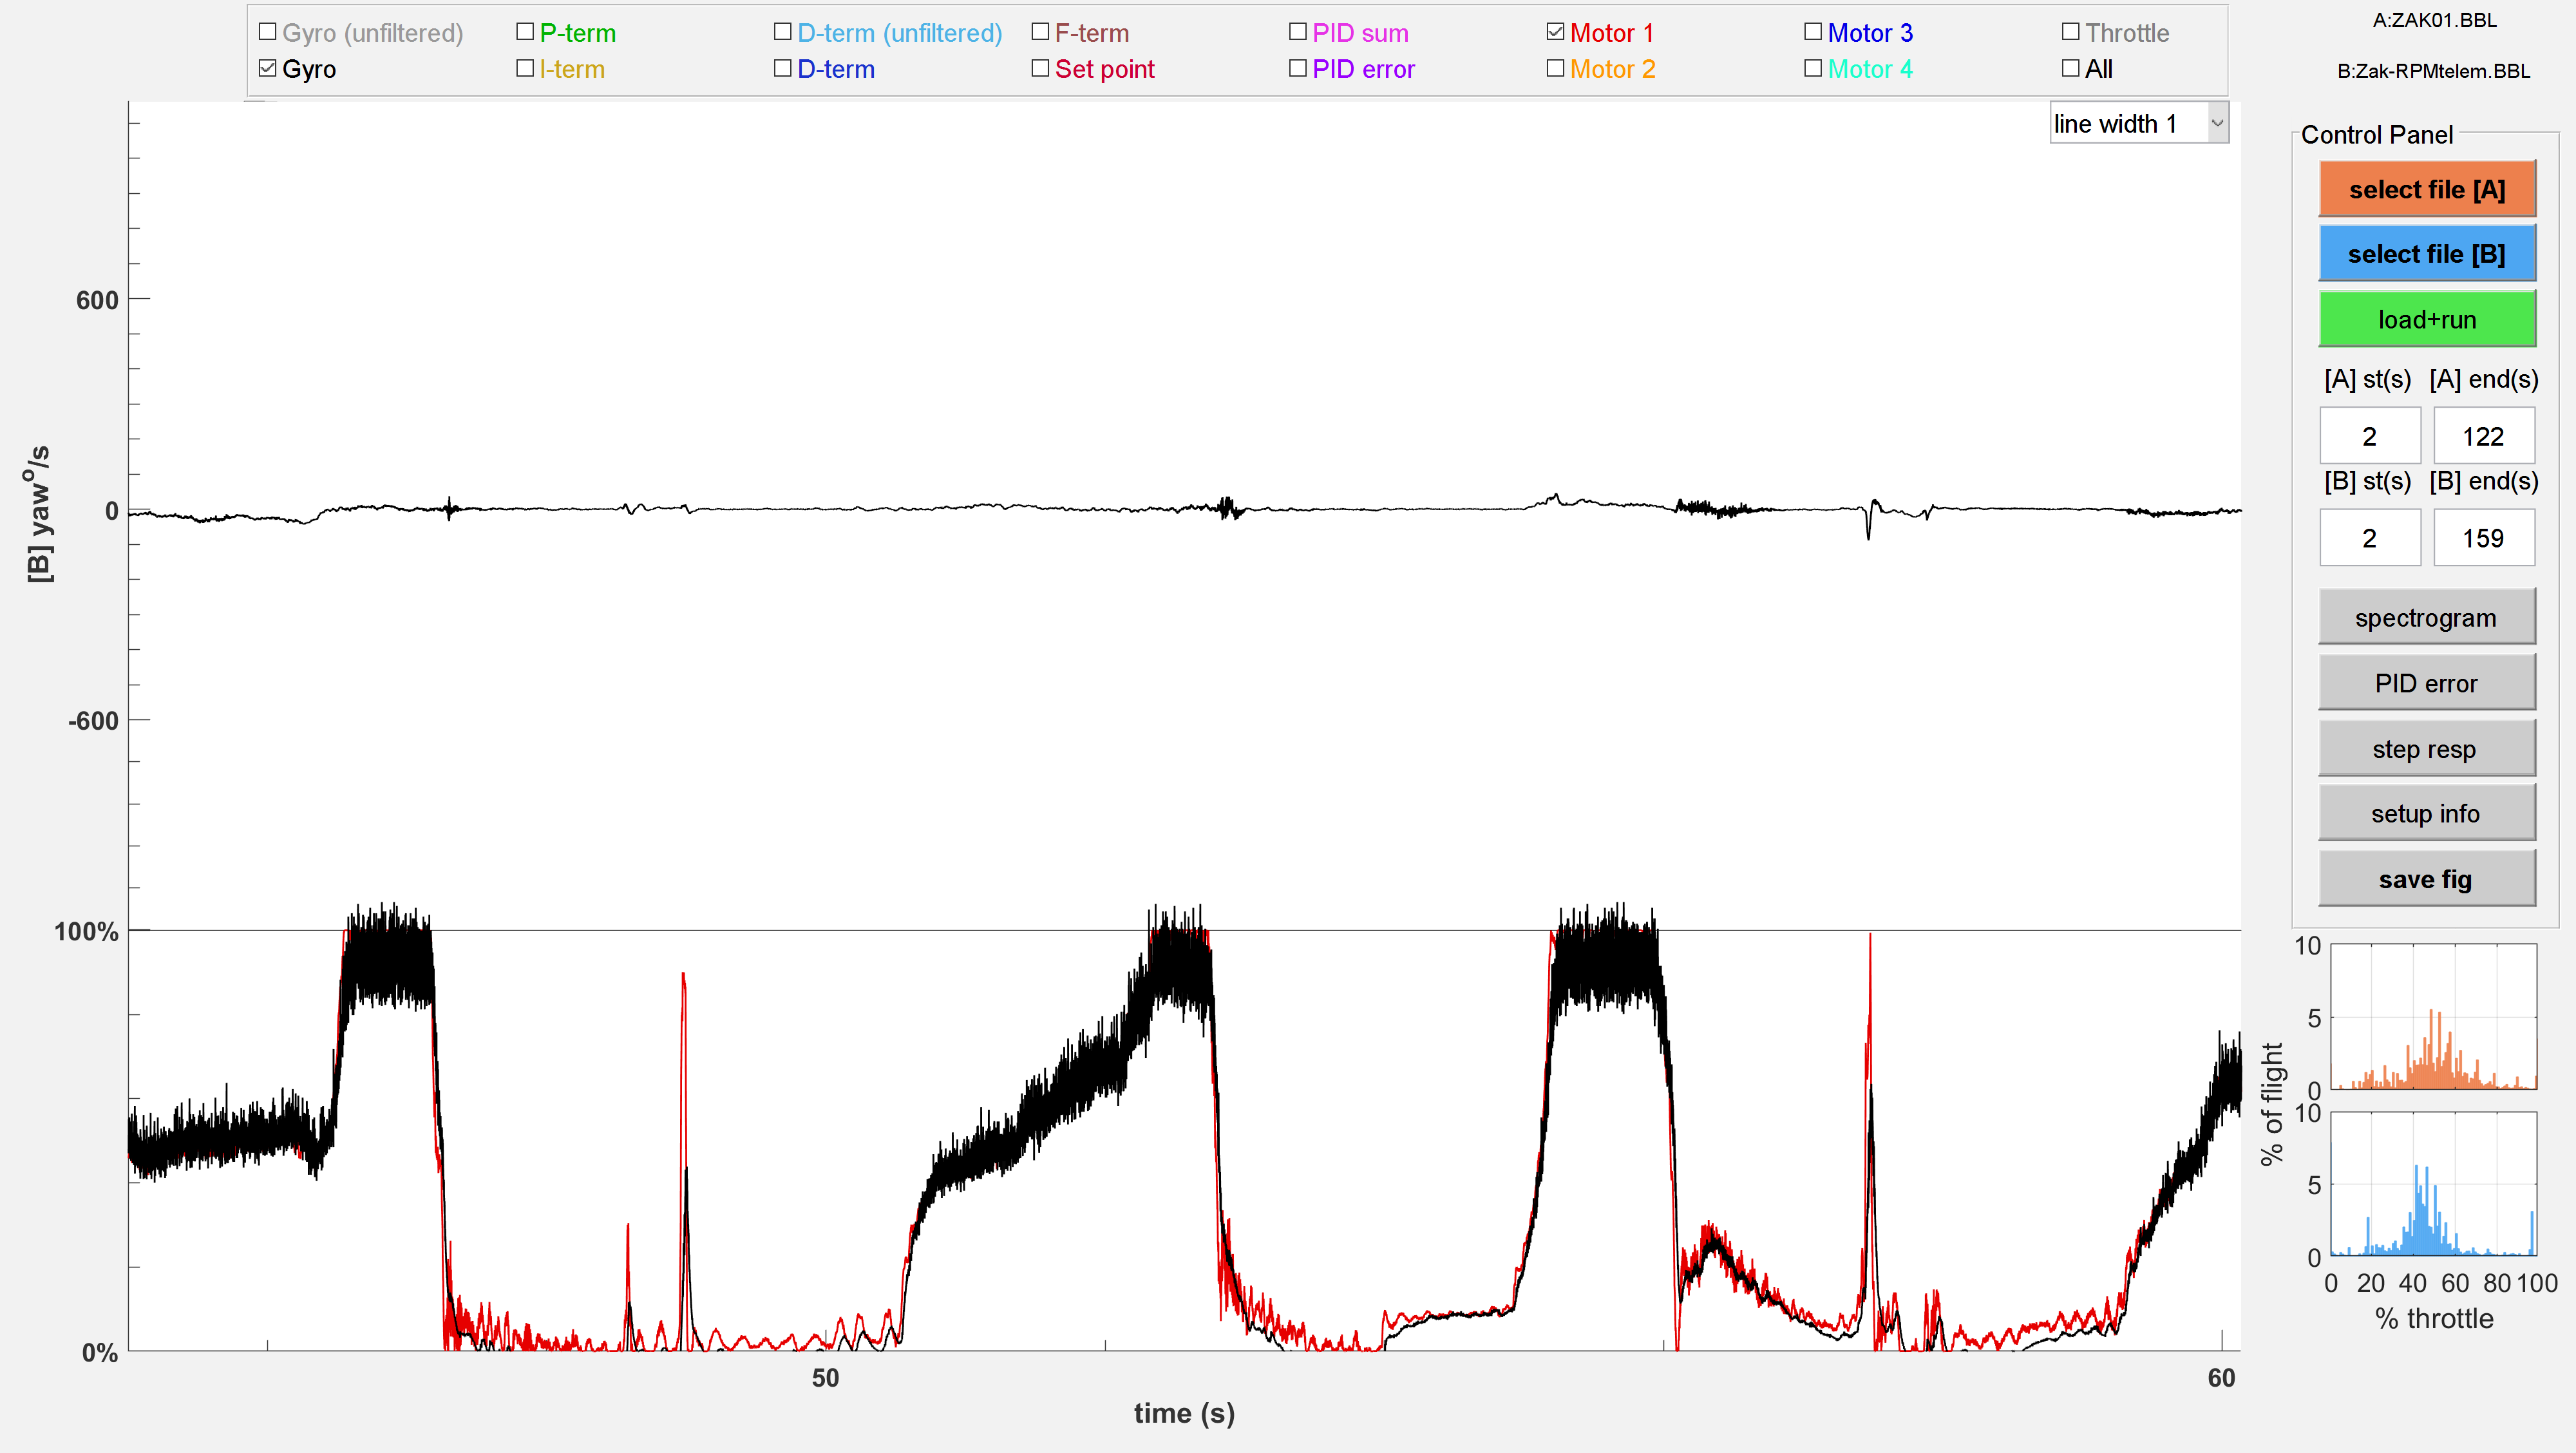 Gyro (unfiltered) P-term D-term (unfiltered) F-term PID sum Motor 1 Motor 3 Throttle
Gyro I-term D-term Set point PID error Motor 2 Motor 4 All
A:ZAK01.BBL
B:Zak-RPMtelem.BBL
line width 1
Control Panel
select file [A]
select file [B]
load+run
[A] st(s) [A] end(s)
2 122
[B] st(s) [B] end(s)
2 159
spectrogram
PID error
step resp
setup info
save fig
600
0
-600
[B] yaw°/s
100%
0%
50 60
time (s)
10
5
0
10
5
0
% of flight
0 20 40 60 80 100
% throttle